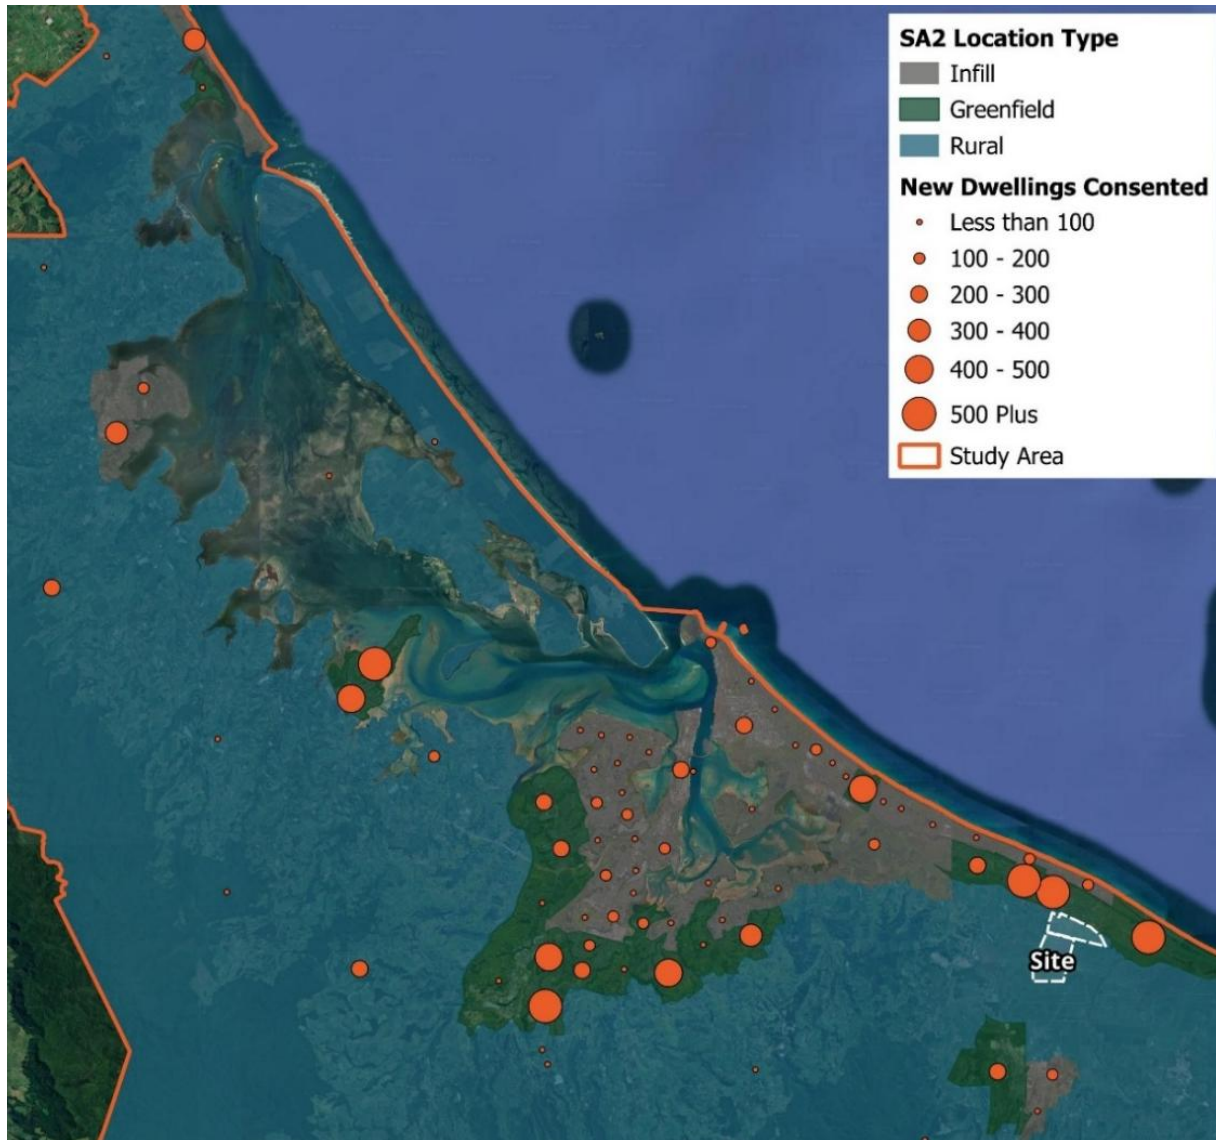 SA2 Location Type
Infill
Greenfield
Rural
New Dwellings Consented
Less than 100
100 - 200
200 - 300
300 - 400
400 - 500
500 Plus
Study Area
Site